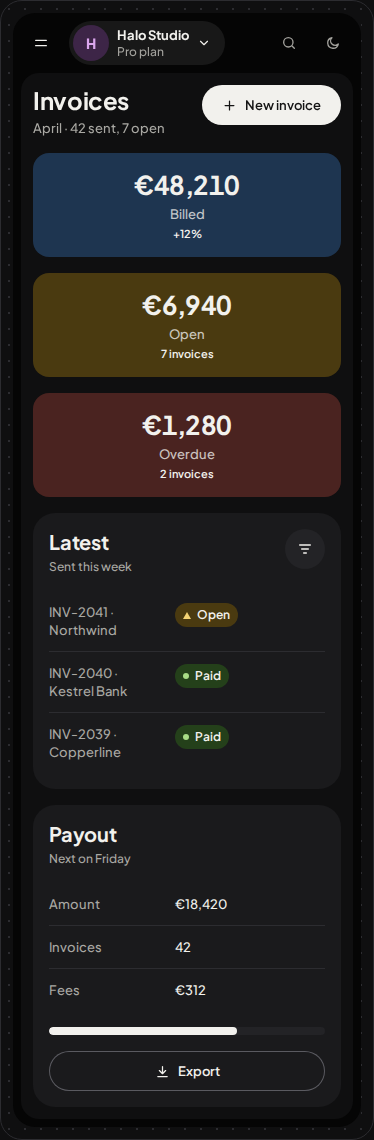 H
Halo Studio
Pro plan
Invoices
April · 42 sent, 7 open
New invoice
€48,210
Billed
+12%
€6,940
Open
7 invoices
€1,280
Overdue
2 invoices
Latest
Sent this week
INV-2041 ·
Northwind
Open
INV-2040 ·
Kestrel Bank
Paid
INV-2039 ·
Copperline
Paid
Payout
Next on Friday
Amount
€18,420
Invoices
42
Fees
€312
Export